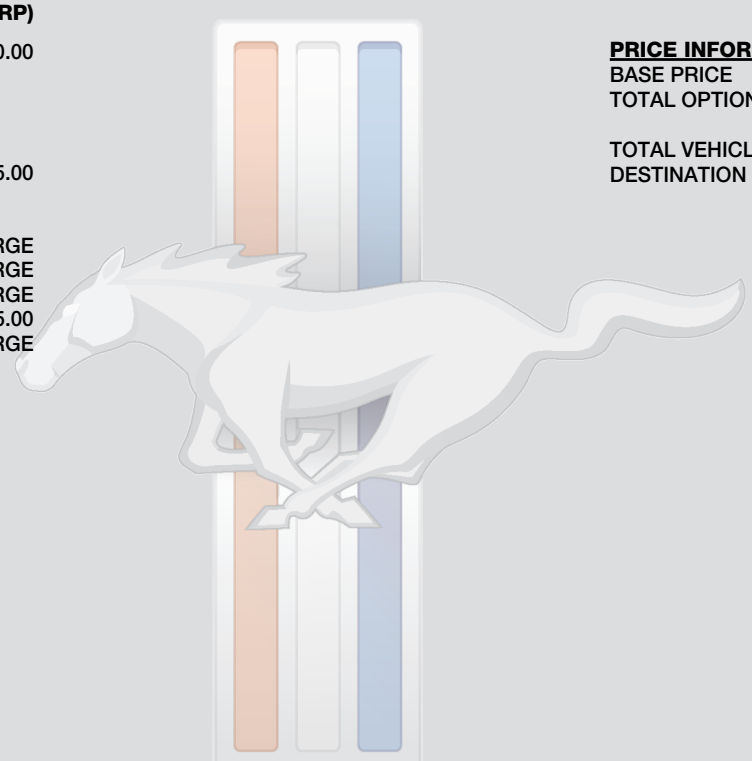 RP)
0.00
5.00
RGE
RGE
RGE
5.00
RGE
PRICE INFOR
BASE PRICE
TOTAL OPTION
TOTAL VEHICL
DESTINATION